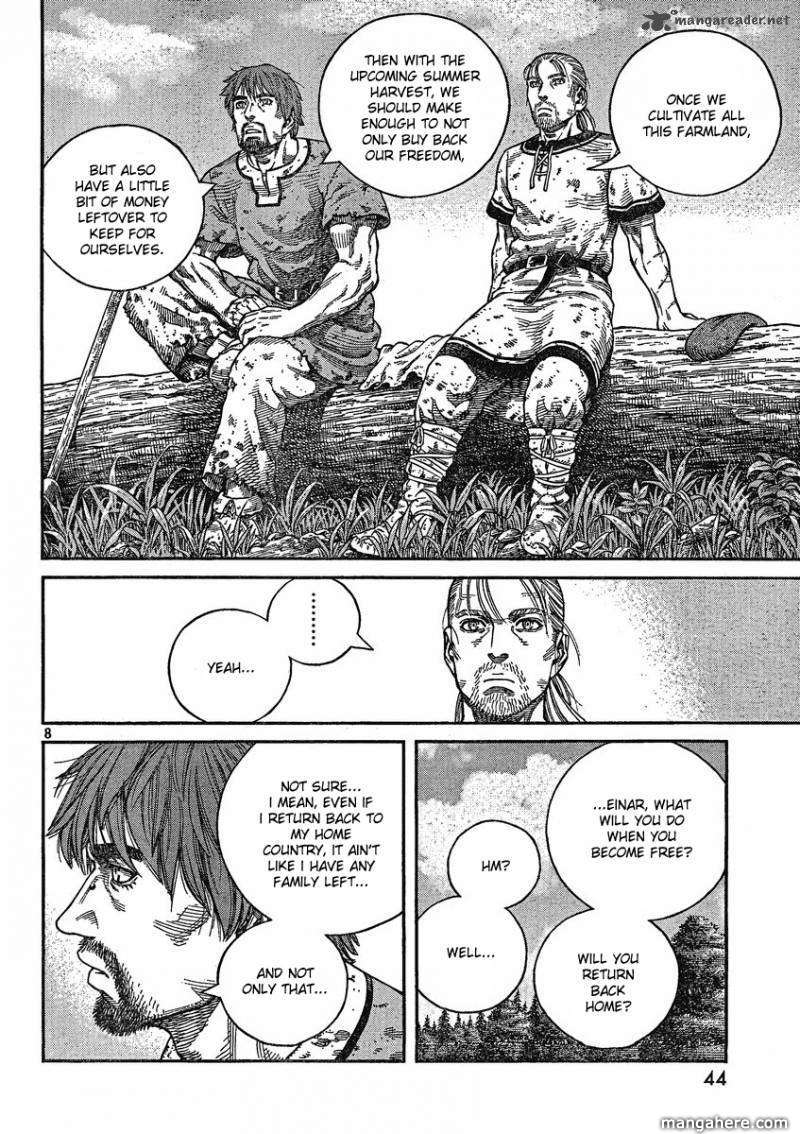 mangareader.net
ONCE WE
CULTIVATE ALL
THIS FARMLAND,
THEN WITH THE
UPCOMING SUMMER
HARVEST, WE
SHOULD MAKE
ENOUGH TO NOT
ONLY BUY BACK
OUR FREEDOM,
BUT ALSO
HAVE A LITTLE
BIT OF MONEY
LEFTOVER TO
KEEP FOR
OURSELVES.
........
YEAH...
8
...EINAR, WHAT
WILL YOU DO
WHEN YOU
BECOME FREE?
WILL YOU
RETURN
BACK
HOME?
HM?
WELL...
NOT SURE...
I MEAN, EVEN IF
I RETURN BACK TO
MY HOME
COUNTRY, IT AIN'T
LIKE I HAVE ANY
FAMILY LEFT...
AND NOT
ONLY THAT...
44
mangahere.com